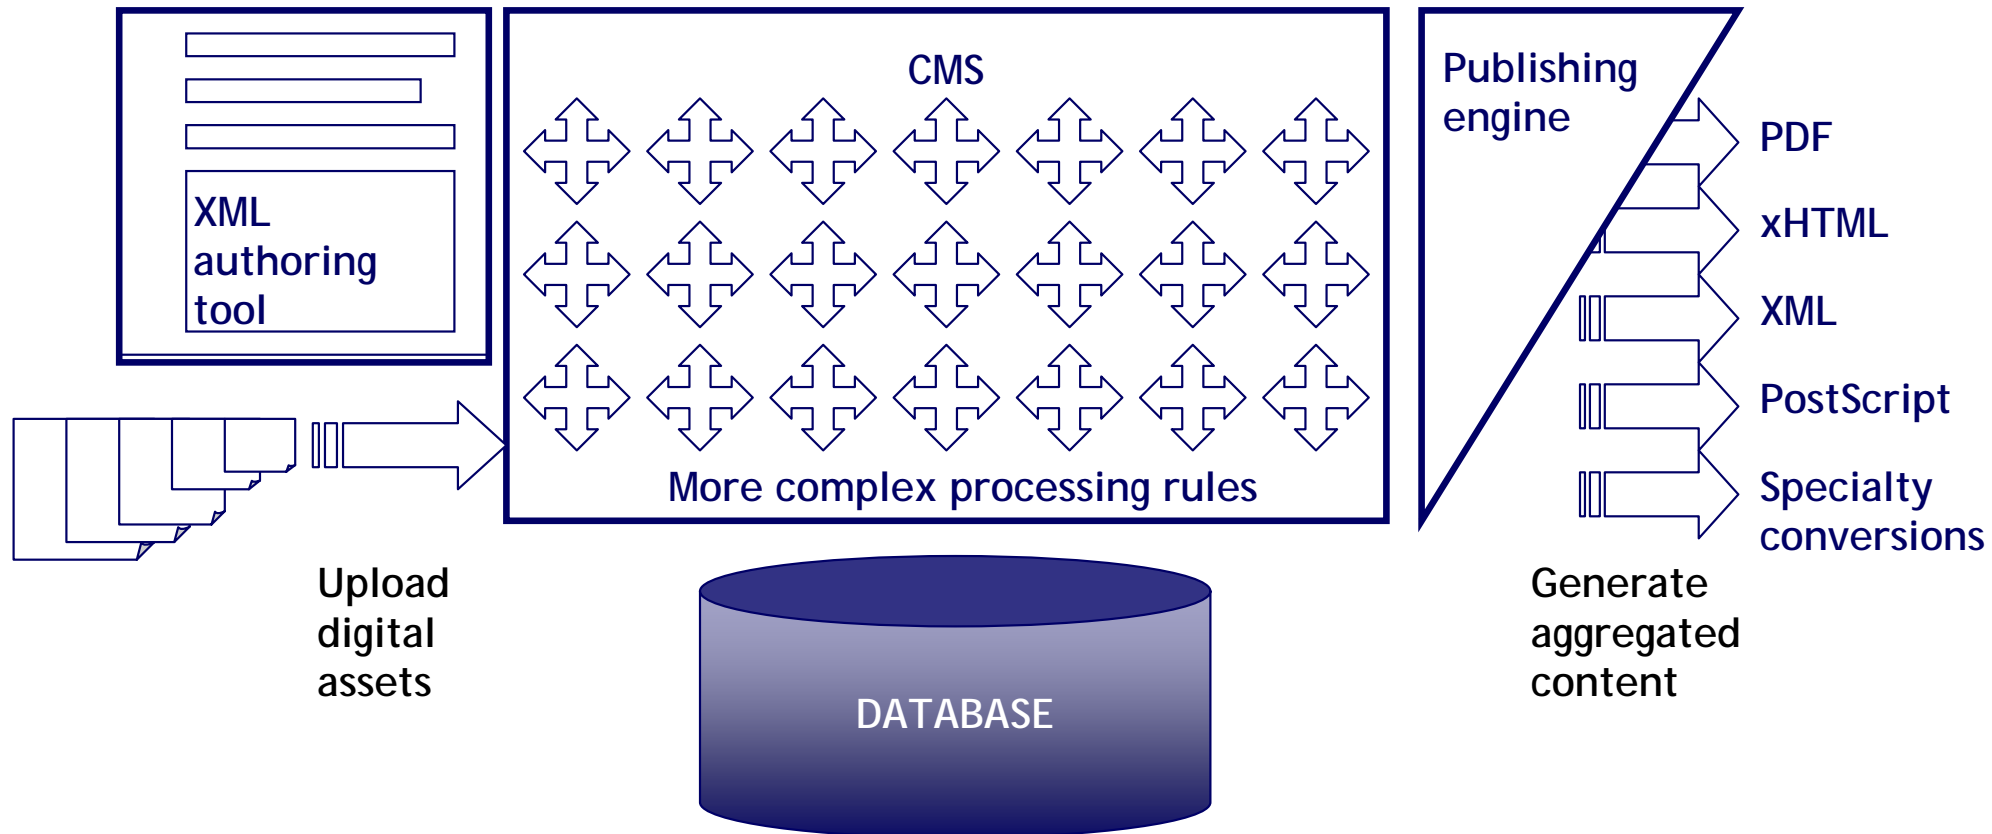 XML
authoring
tool
CMS
More complex processing rules
Publishing
engine
PDF
xHTML
XML
PostScript
Specialty
conversions
Upload
digital
assets
DATABASE
Generate
aggregated
content